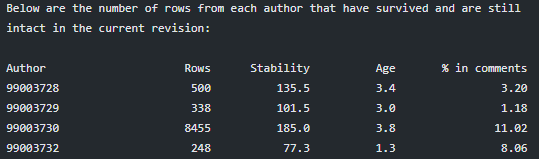 Below are the number of rows from each author that have survived and are still
intact in the current revision:
Author Rows Stability Age % in comments
99003728 500 135.5 3.4 3.20
99003729 338 101.5 3.0 1.18
99003730 8455 185.0 3.8 11.02
99003732 248 77.3 1.3 8.06